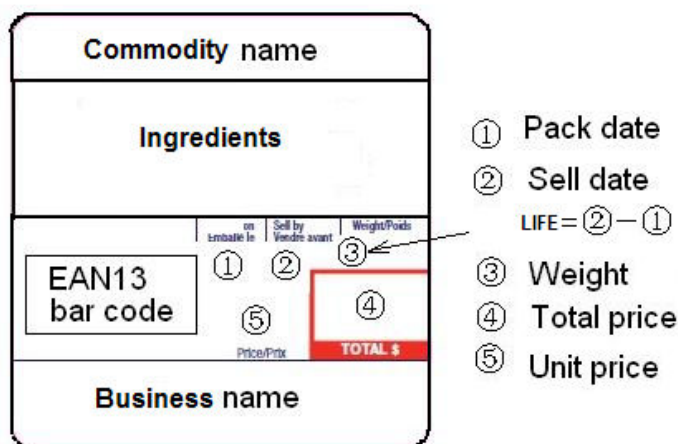 Commodity name
Ingredients
on
Emballé le
Sell by
Vendre avant
Weight/Poids
①
②
③
EAN13
bar code
④
⑤
Price/Prix
TOTAL $
Business name
① Pack date
② Sell date
LIFE=②-①
③ Weight
④ Total price
⑤ Unit price